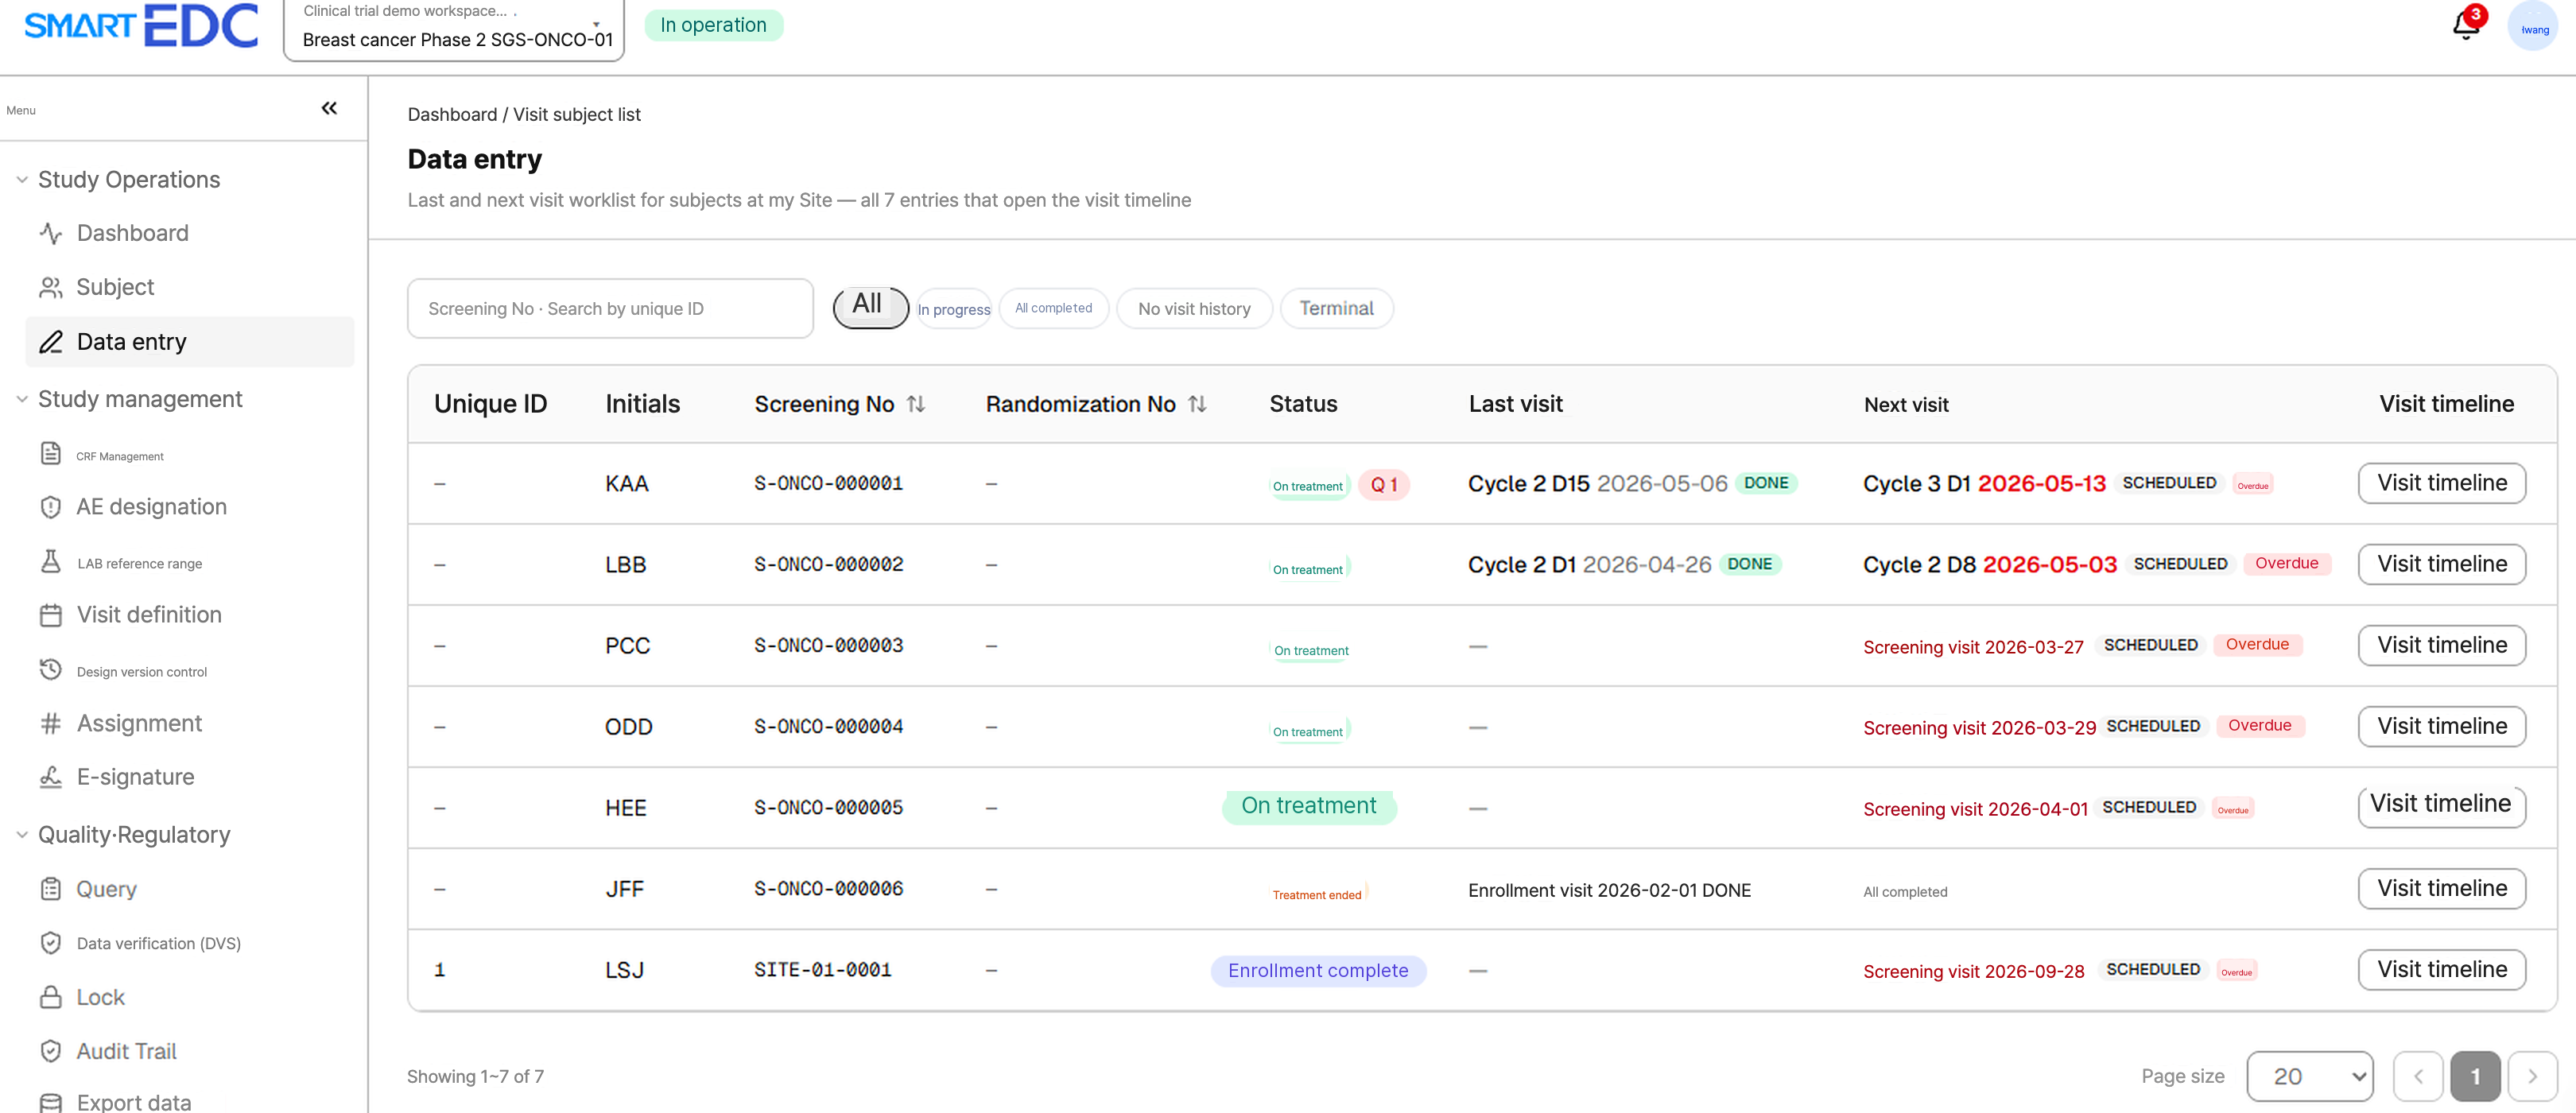 SMART EDC
Clinical trial demo workspace... .
Breast cancer Phase 2 SGS-ONCO-01
In operation
3
Menu
Study Operations
Dashboard
Subject
Data entry
Study management
CRF Management
AE designation
LAB reference range
Visit definition
Design version control
Assignment
E-signature
Quality·Regulatory
Query
Data verification (DVS)
Lock
Audit Trail
Export data
Dashboard / Visit subject list
Data entry
Last and next visit worklist for subjects at my Site — all 7 entries that open the visit timeline
Screening No · Search by unique ID
All In progress All completed No visit history Terminal
Unique ID Initials Screening No Randomization No Status Last visit Next visit Visit timeline
– KAA S-ONCO-000001 – On treatment Q 1 Cycle 2 D15 2026-05-06 DONE Cycle 3 D1 2026-05-13 SCHEDULED Overdue Visit timeline
– LBB S-ONCO-000002 – On treatment Cycle 2 D1 2026-04-26 DONE Cycle 2 D8 2026-05-03 SCHEDULED Overdue Visit timeline
– PCC S-ONCO-000003 – On treatment — Screening visit 2026-03-27 SCHEDULED Overdue Visit timeline
– ODD S-ONCO-000004 – On treatment — Screening visit 2026-03-29 SCHEDULED Overdue Visit timeline
– HEE S-ONCO-000005 – On treatment — Screening visit 2026-04-01 SCHEDULED Overdue Visit timeline
– JFF S-ONCO-000006 – Treatment ended Enrollment visit 2026-02-01 DONE All completed Visit timeline
1 LSJ SITE-01-0001 – Enrollment complete — Screening visit 2026-09-28 SCHEDULED Overdue Visit timeline
Showing 1~7 of 7
Page size 20 1